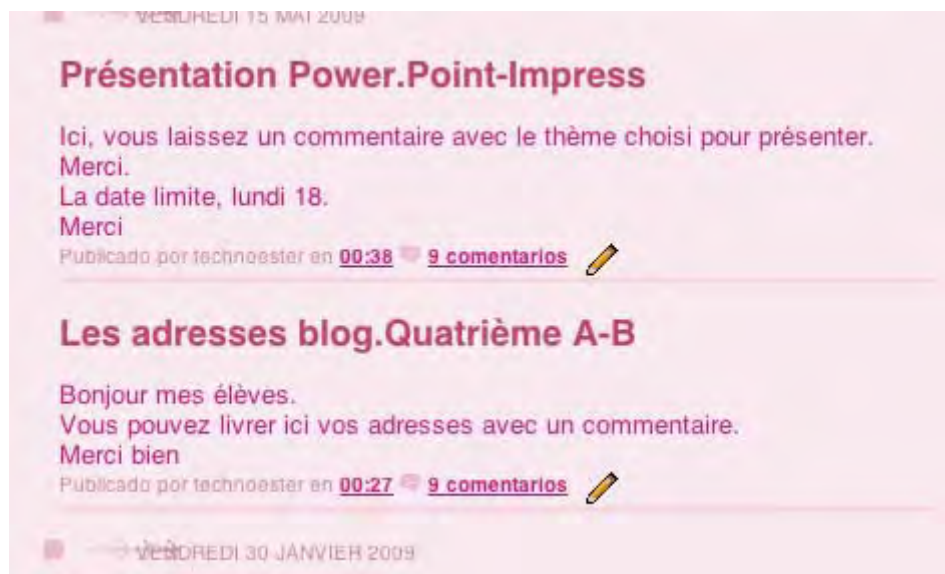 VENDREDI 15 MAI 2009
Présentation Power.Point-Impress
Ici, vous laissez un commentaire avec le thème choisi pour présenter.
Merci.
La date limite, lundi 18.
Merci
Publicado por technoester en 00:38 9 comentarios
Les adresses blog.Quatrième A-B
Bonjour mes élèves.
Vous pouvez livrer ici vos adresses avec un commentaire.
Merci bien
Publicado por technoester en 00:27 9 comentarios
VENDREDI 30 JANVIER 2009